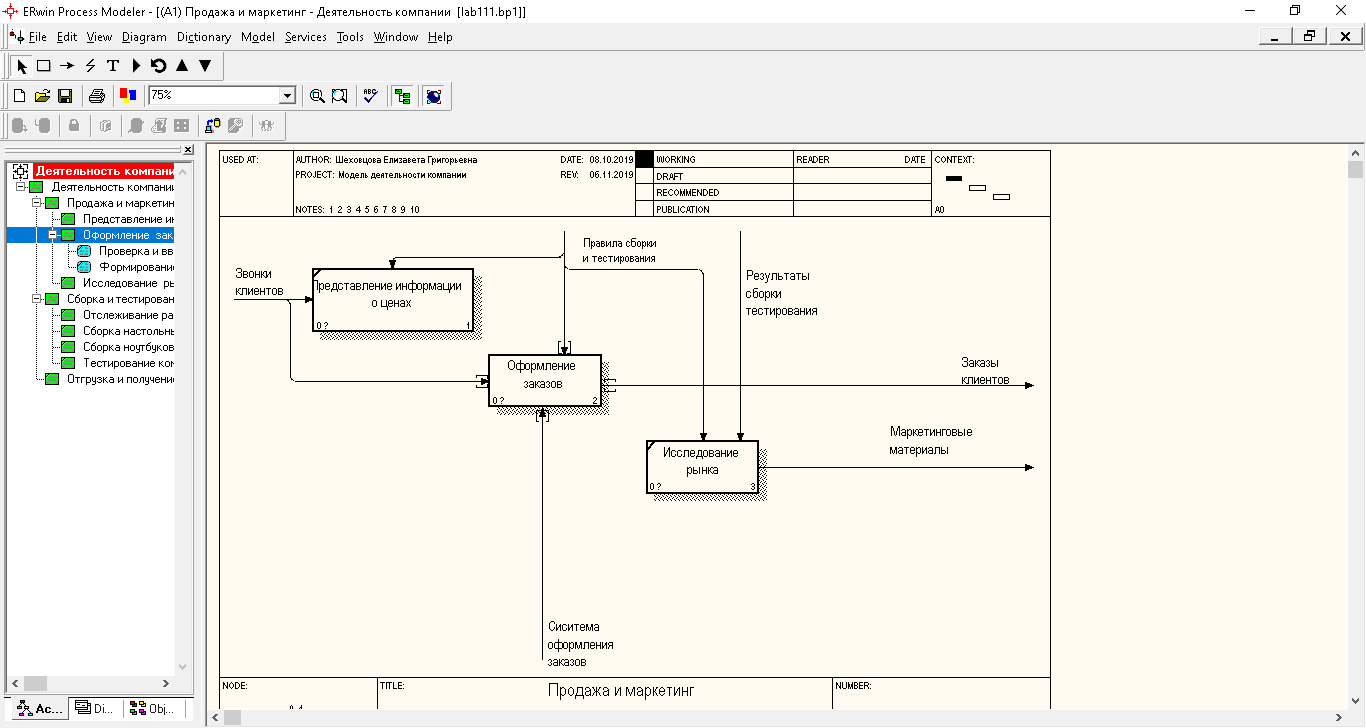 ERwin Process Modeler - [(A1) Продажа и маркетинг - Деятельность компании [lab111.bp1]]
File Edit View Diagram Dictionary Model Services Tools Window Help
75%
ABC
Деятельность компани
Деятельность компании
Продажа и маркетин
Представление ин
Оформление зак
Проверка и вв
Формировани
Исследование ры
Сборка и тестирован
Отслеживание ра
Сборка настольны
Сборка ноутбуков
Тестирование ком
Отгрузка и получени
Ac... Di... Obj...
USED AT:
AUTHOR: Шеховцова Елизавета Григорьевна
DATE: 08.10.2019
PROJECT: Модель деятельности компании
REV: 06.11.2019
NOTES: 1 2 3 4 5 6 7 8 9 10
WORKING
DRAFT
RECOMMENDED
PUBLICATION
READER DATE
CONTEXT:
A0
Правила сборки
и тестирования
Звонки
клиентов
Представление информации
о ценах
0 ? 1
Результаты
сборки
тестирования
Оформление
заказов
0 ? 2
Заказы
клиентов
Исследование
рынка
0 ? 3
Маркетинговые
материалы
Сиситема
оформления
заказов
NODE:
TITLE:
Продажа и маркетинг
NUMBER: